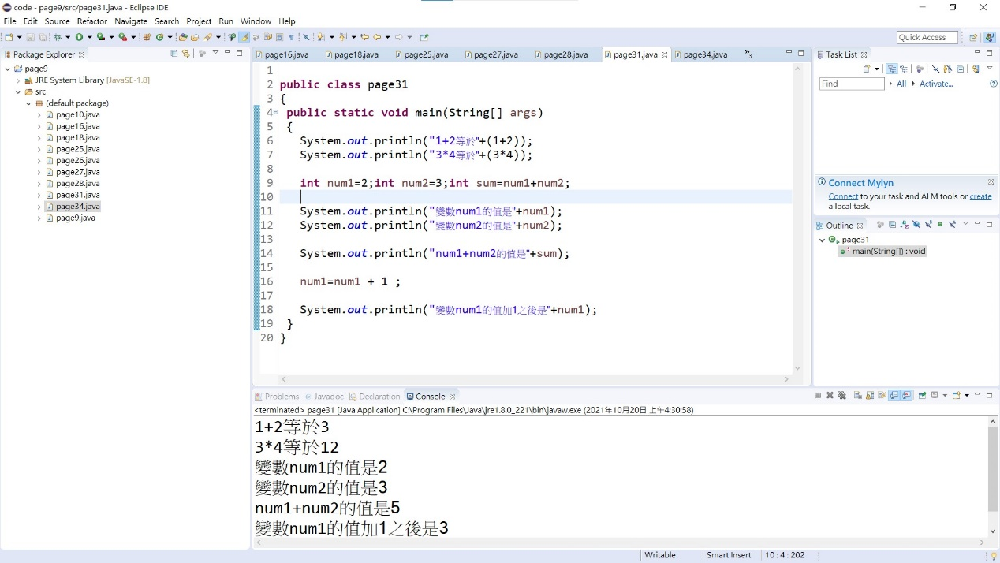 code - page9/src/page31.java - Eclipse IDE
File Edit Source Refactor Navigate Search Project Run Window Help
Quick Access
Package Explorer
page9
JRE System Library [JavaSE-1.8]
src
(default package)
page10.java
page16.java
page18.java
page25.java
page26.java
page27.java
page28.java
page31.java
page34.java
page9.java
page16.java page18.java page25.java page27.java page28.java page31.java page34.java »3
1
2 public class page31
3 {
4 public static void main(String[] args)
5 {
6 System.out.println("1+2等於"+(1+2));
7 System.out.println("3*4等於"+(3*4));
8
9 int num1=2;int num2=3;int sum=num1+num2;
10
11 System.out.println("變數num1的值是"+num1);
12 System.out.println("變數num2的值是"+num2);
13
14 System.out.println("num1+num2的值是"+sum);
15
16 num1=num1 + 1 ;
17
18 System.out.println("變數num1的值加1之後是"+num1);
19 }
20 }
Task List
Find All Activate...
Connect Mylyn
Connect to your task and ALM tools or create
a local task.
Outline
page31
main(String[]) : void
Problems Javadoc Declaration Console
<terminated> page31 [Java Application] C:\Program Files\Java\jre1.8.0_221\bin\javaw.exe (2021年10月20日 上午4:30:58)
1+2等於3
3*4等於12
變數num1的值是2
變數num2的值是3
num1+num2的值是5
變數num1的值加1之後是3
Writable Smart Insert 10 : 4 : 202